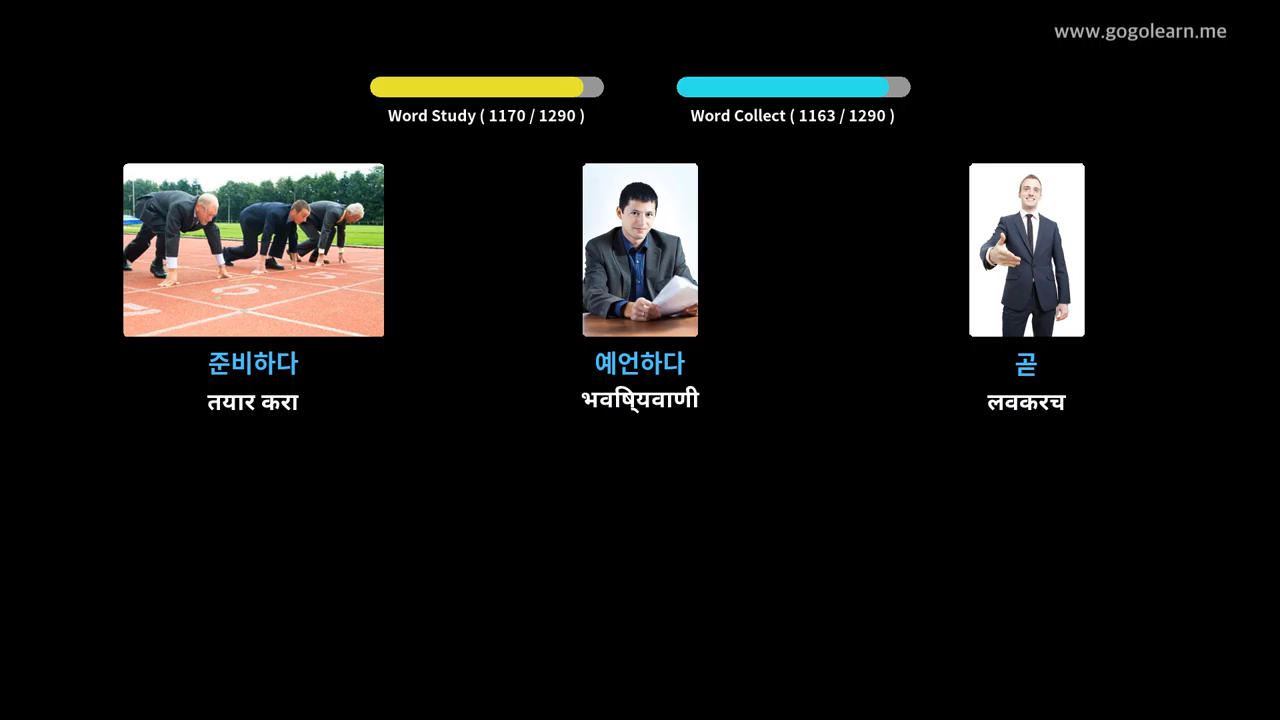 www.gogolearn.me
Word Study ( 1170 / 1290 )
Word Collect ( 1163 / 1290 )
준비하다
예언하다
곧
तयार करा
भविष्यवाणी
लवकरच